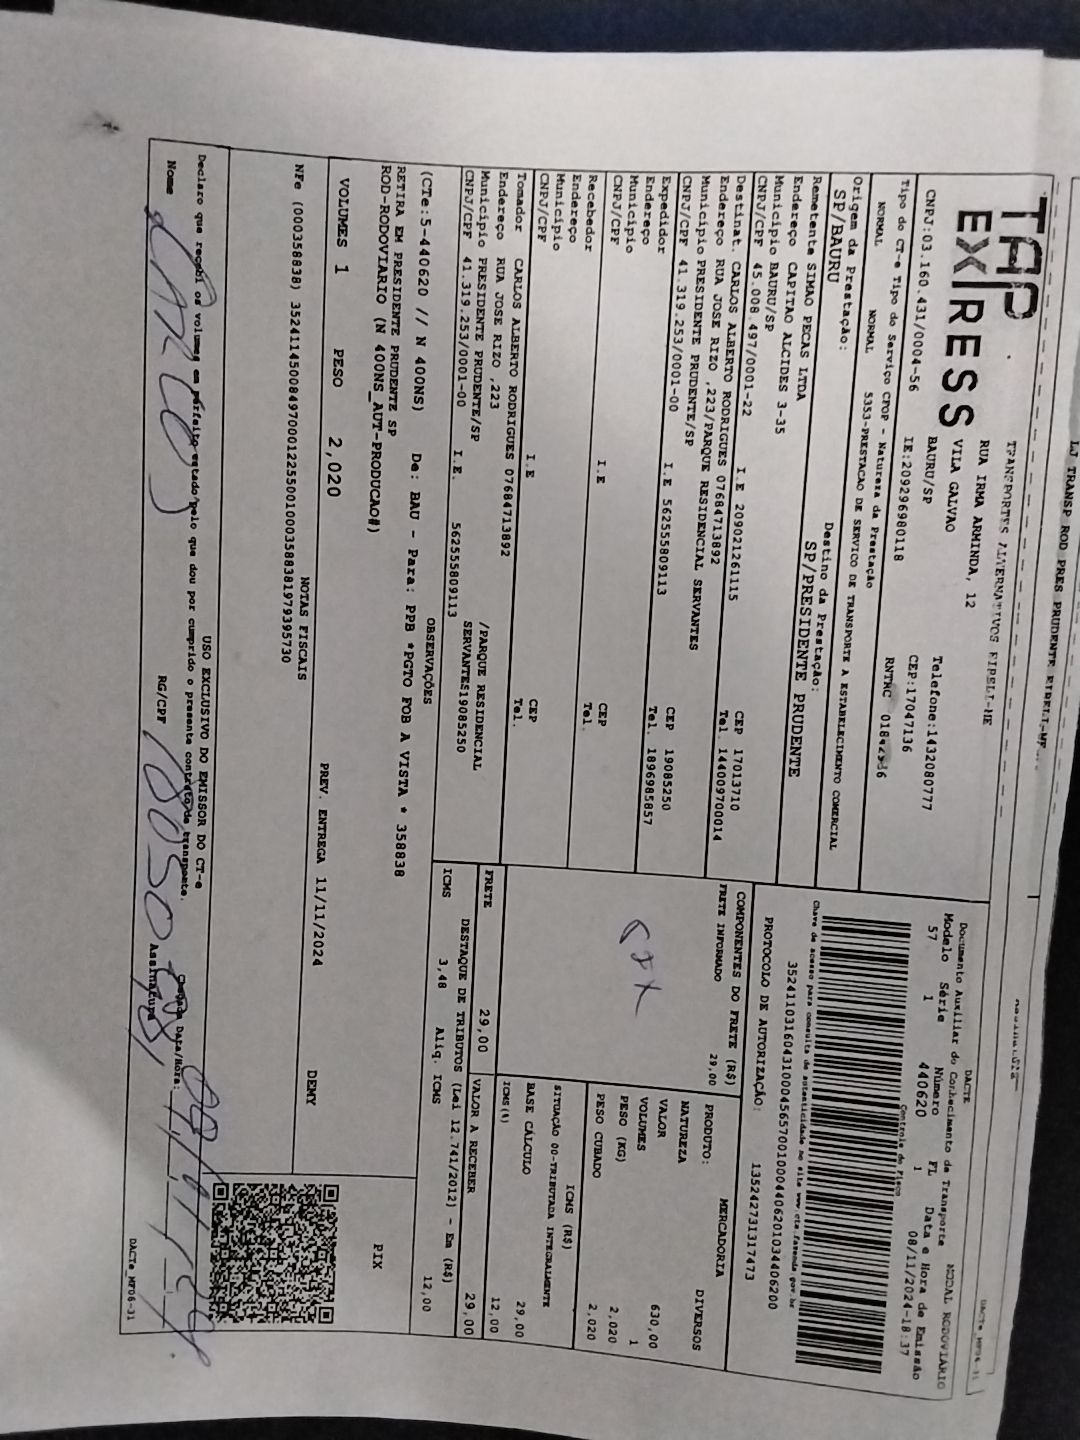 LJ TRANSP ROD PRES PRUDENTE EIRELI-ME
DACTe_MF06-31
TAP EXPRESS
TRANSPORTES ALTERNATIVOS EIRELI-ME
RUA IRMA ARMINDA, 12
VILA GALVAO
BAURU/SP
CEP:17047136
Telefone:1432080777
CNPJ:03.160.431/0004-56 IE:209296980118 RNTRC
Tipo do CT-e Tipo do Serviço CFOP - Natureza da Prestação
NORMAL NORMAL 5353-PRESTACAO DE SERVICO DE TRANSPORTE A ESTABELECIMENTO COMERCIAL
Origem da Prestação: Destino da Prestação:
SP/BAURU SP/PRESIDENTE PRUDENTE
Remetente SIMAO PECAS LTDA
Endereço CAPITAO ALCIDES 3-35
Município BAURU/SP CEP 17013710
CNPJ/CPF 45.008.497/0001-22 I.E 209021261115 Tel. 144009700014
Destinat. CARLOS ALBERTO RODRIGUES 07684713892
Endereço RUA JOSE RIZO ,223/PARQUE RESIDENCIAL SERVANTES
Município PRESIDENTE PRUDENTE/SP CEP 19085250
CNPJ/CPF 41.319.253/0001-00 I.E 562555809113 Tel. 1896985857
Expedidor
Endereço
Município CEP
CNPJ/CPF I.E Tel.
Recebedor
Endereço
Município CEP
CNPJ/CPF I.E Tel.
Tomador CARLOS ALBERTO RODRIGUES 07684713892
Endereço RUA JOSE RIZO ,223 /PARQUE RESIDENCIAL
Município PRESIDENTE PRUDENTE/SP SERVANTES19085250
CNPJ/CPF 41.319.253/0001-00 I.E. 562555809113
OBSERVAÇÕES
(CTe:5-440620 // N 400NS) De: BAU - Para: PPB *PGTO FOB A VISTA * 358838
RETIRA EM PRESIDENTE PRUDENTE SP
ROD-RODOVIARIO (N 400NS_AUT-PRODUCAO#)
VOLUMES 1 PESO 2,020 PREV. ENTREGA 11/11/2024 DEMY
NOTAS FISCAIS
NFe (000358838) 35241145008497000122550010003588381979395730
DACTE
Documento Auxiliar do Conhecimento de Transporte MODAL RODOVIARIO
Modelo Série Número FL Data e Hora de Emissão
57 1 440620 1 08/11/2024-18:37
Controle do Fisco
Chave de acesso para consulta de autenticidade no site www.cte.fazenda.gov.br
35241103160431000456570010004406201034406200
PROTOCOLO DE AUTORIZAÇÃO: 135242731317473
COMPONENTES DO FRETE (R$)
FRETE INFORMADO 29,00
PRODUTO: MERCADORIA
NATUREZA DIVERSOS
VALOR 630,00
VOLUMES 1
PESO (KG) 2,020
PESO CUBADO 2,020
ICMS (R$)
SITUAÇÃO 00-TRIBUTADA INTEGRALMENTE
BASE CÁLCULO 29,00
ICMS(%) 12,00
FRETE 29,00 VALOR A RECEBER 29,00
DESTAQUE DE TRIBUTOS (Lei 12.741/2012) - Em (R$)
ICMS 3,48 Aliq. ICMS 12,00
PIX
USO EXCLUSIVO DO EMISSOR DO CT-e
Declaro que recebi os volumes em perfeito estado pelo que dou por cumprido o presente contrato de transporte.
Chegada Data/Hora:
Nome RG/CPF Assinatura
DACTe_MF06-31